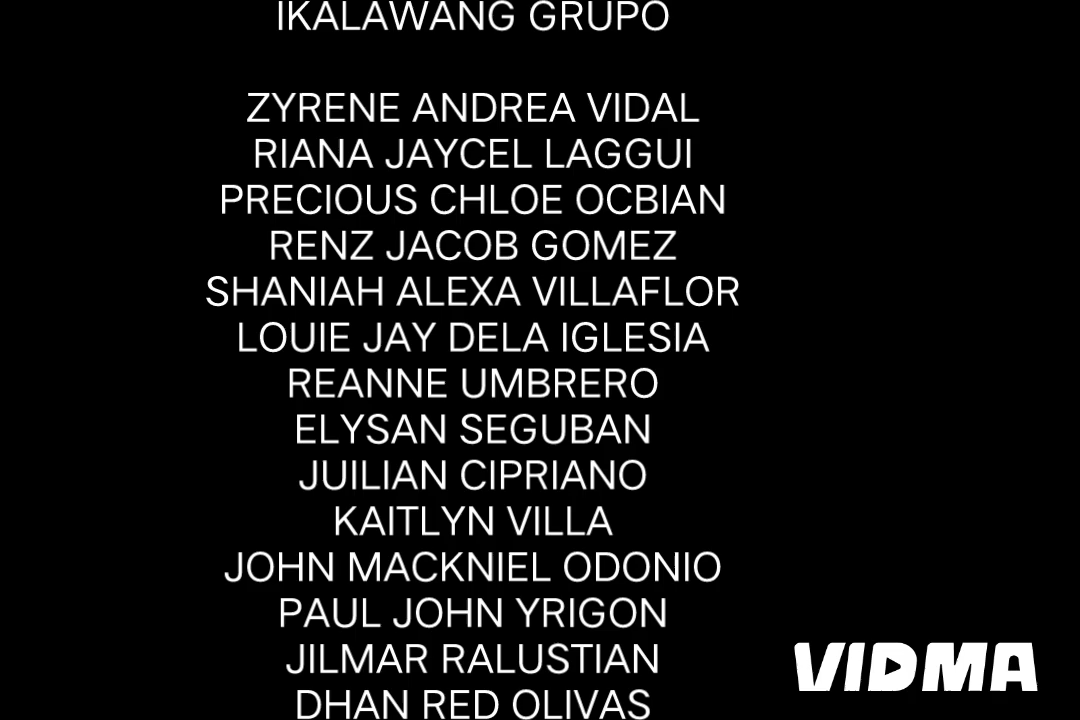 IKALAWANG GRUPO
ZYRENE ANDREA VIDAL
RIANA JAYCEL LAGGUI
PRECIOUS CHLOE OCBIAN
RENZ JACOB GOMEZ
SHANIAH ALEXA VILLAFLOR
LOUIE JAY DELA IGLESIA
REANNE UMBRERO
ELYSAN SEGUBAN
JUILIAN CIPRIANO
KAITLYN VILLA
JOHN MACKNIEL ODONIO
PAUL JOHN YRIGON
JILMAR RALUSTIAN
DHAN RED OLIVAS
VIDMA